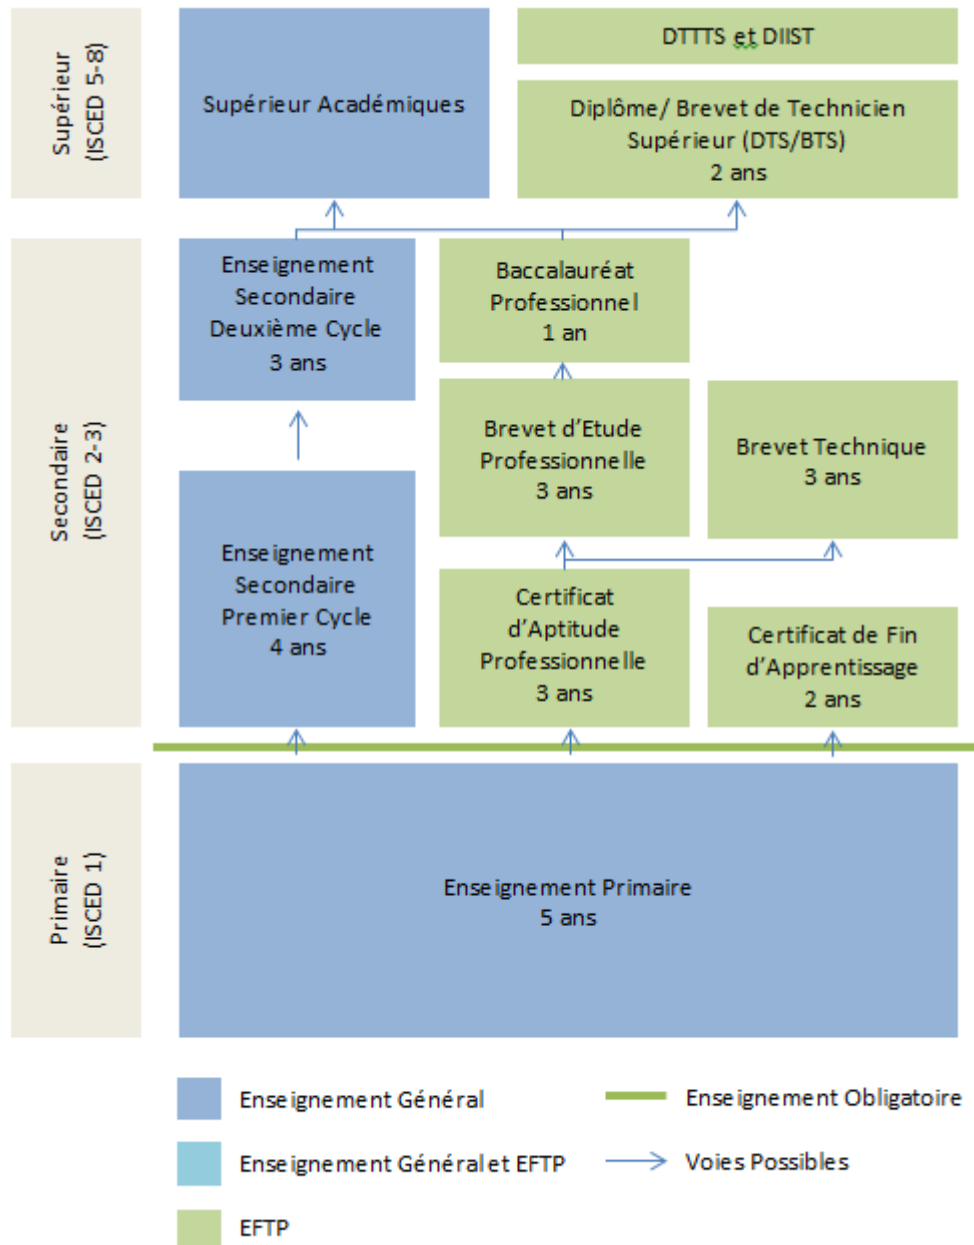 Supérieur
(ISCED 5-8)
Supérieur Académiques
DTTTS et DIIST
Diplôme/ Brevet de Technicien
Supérieur (DTS/BTS)
2 ans
Secondaire
(ISCED 2-3)
Enseignement
Secondaire
Deuxième Cycle
3 ans
Baccalauréat
Professionnel
1 an
Brevet d'Etude
Professionnelle
3 ans
Brevet Technique
3 ans
Enseignement
Secondaire
Premier Cycle
4 ans
Certificat
d'Aptitude
Professionnelle
3 ans
Certificat de Fin
d'Apprentissage
2 ans
Primaire
(ISCED 1)
Enseignement Primaire
5 ans
Enseignement Général
Enseignement Obligatoire
Enseignement Général et EFTP
Voies Possibles
EFTP